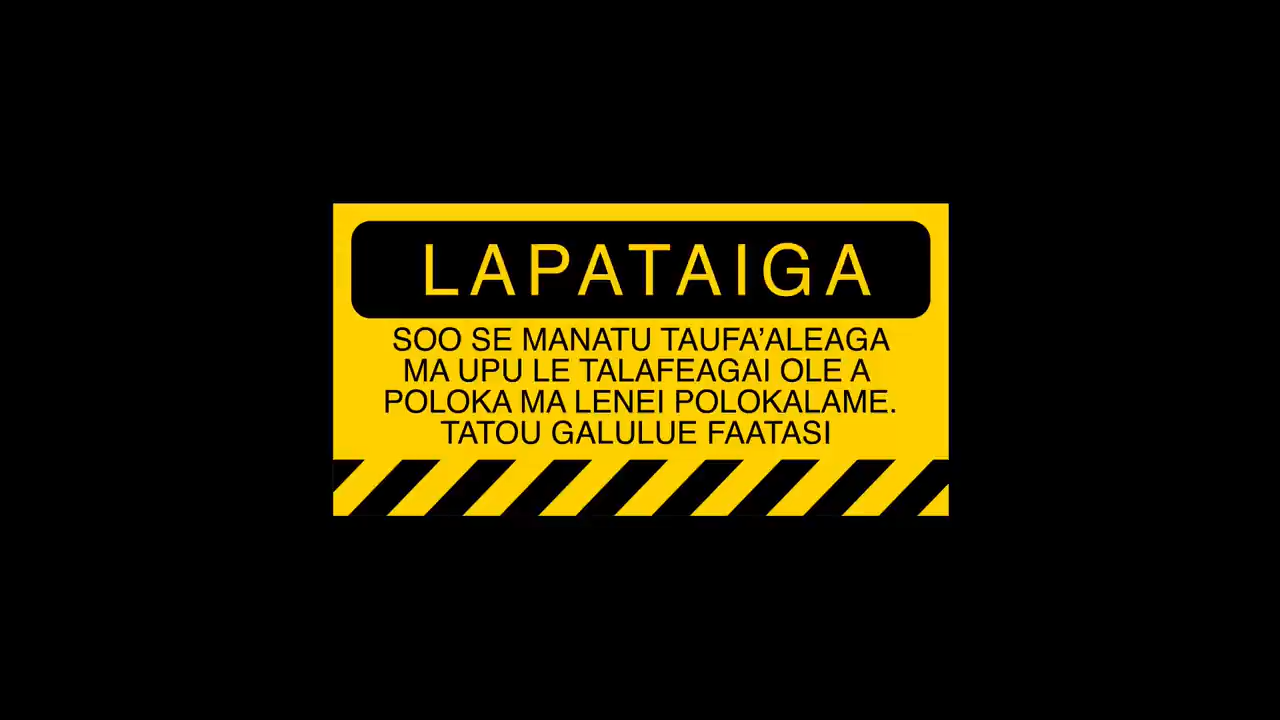 LAPATAIGA
SOO SE MANATU TAUFA’ALEAGA
MA UPU LE TALAFEAGAI OLE A
POLOKA MA LENEI POLOKALAME.
TATOU GALULUE FAATASI